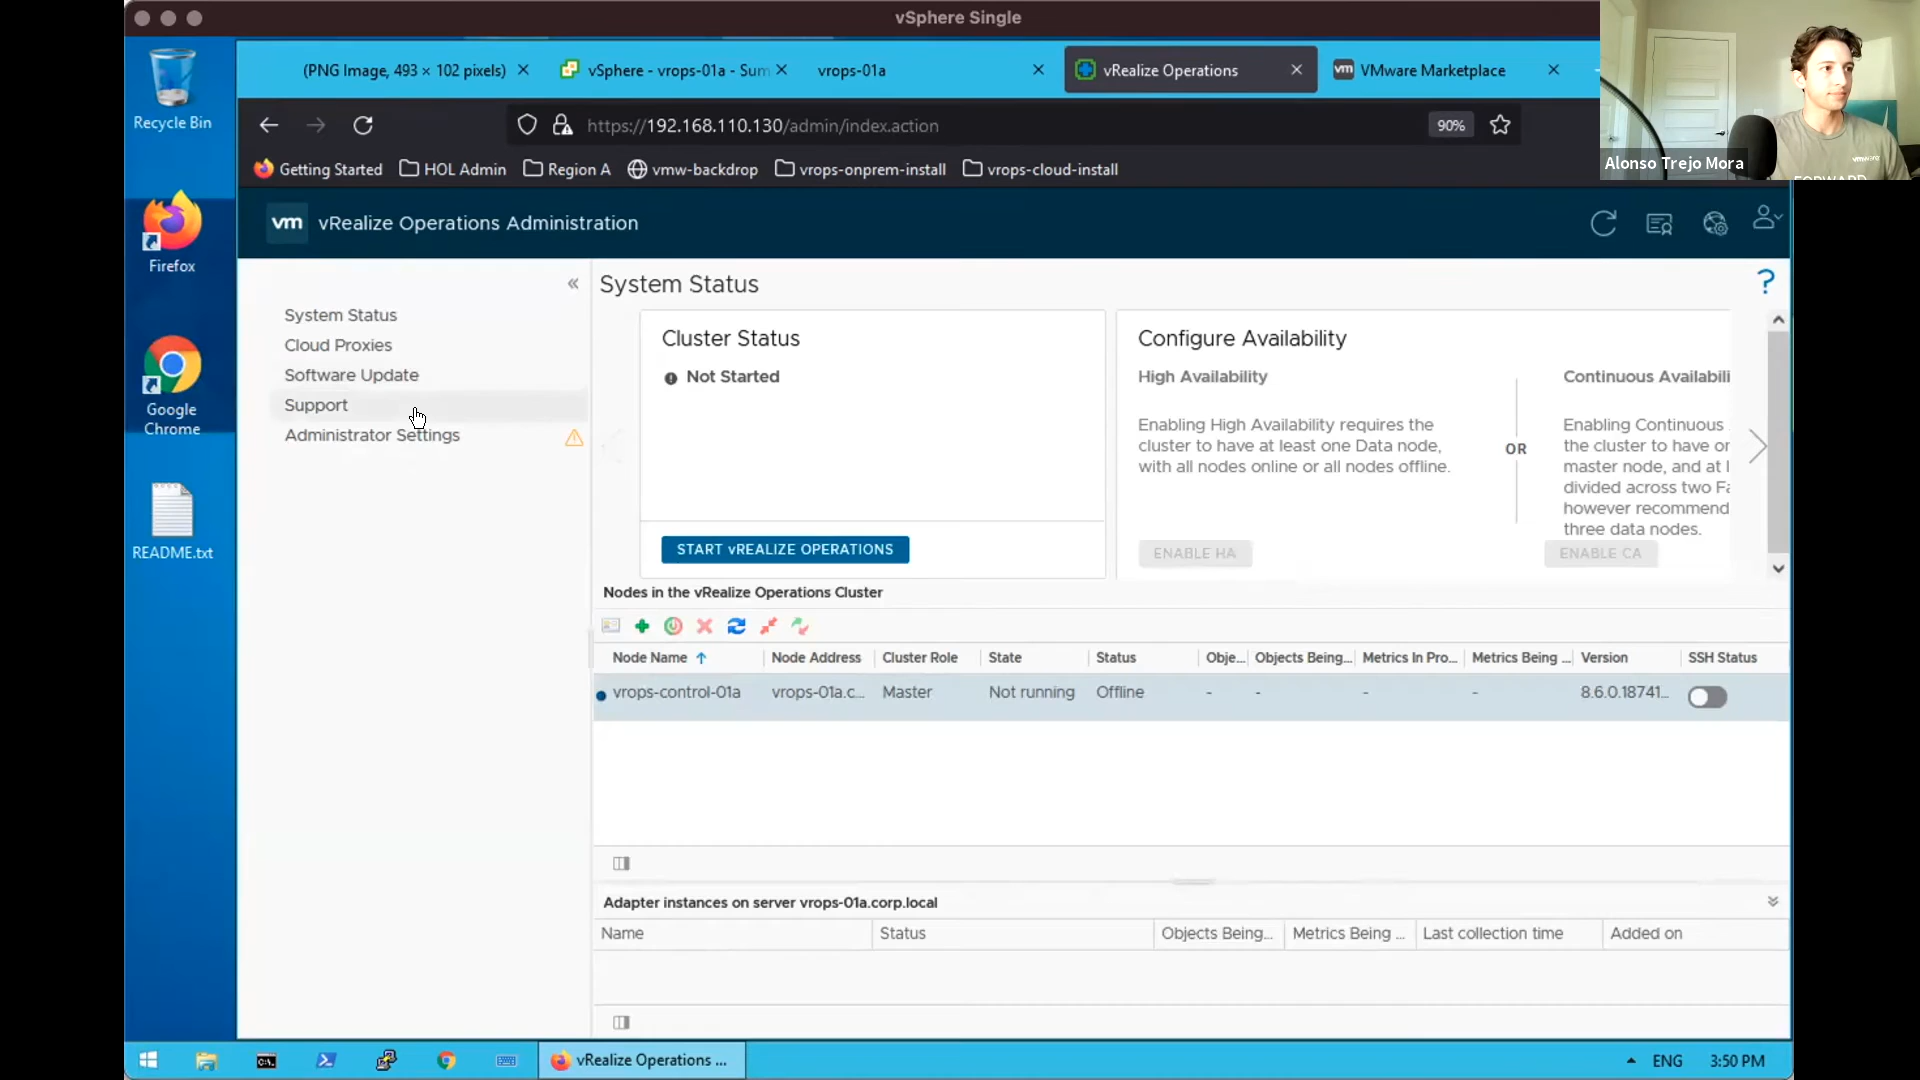 vSphere Single
(PNG Image, 493 × 102 pixels)
vSphere - vrops-01a - Sum
vrops-01a
vRealize Operations
VMware Marketplace
https://192.168.110.130/admin/index.action
90%
Getting Started
HOL Admin
Region A
vmw-backdrop
vrops-onprem-install
vrops-cloud-install
Alonso Trejo Mora
vmware
vm vRealize Operations Administration
Recycle Bin
Firefox
Google
Chrome
README.txt
System Status
Cloud Proxies
Software Update
Support
Administrator Settings
System Status
Cluster Status
Not Started
START vREALIZE OPERATIONS
Configure Availability
High Availability
Enabling High Availability requires the
cluster to have at least one Data node,
with all nodes online or all nodes offline.
ENABLE HA
OR
Continuous Availabili
Enabling Continuous
the cluster to have or
master node, and at l
divided across two Fa
however recommend
three data nodes.
ENABLE CA
Nodes in the vRealize Operations Cluster
Node Name Node Address Cluster Role State Status Obje... Objects Being... Metrics In Pro... Metrics Being ... Version SSH Status
vrops-control-01a vrops-01a.c... Master Not running Offline - - - - 8.6.0.18741...
Adapter instances on server vrops-01a.corp.local
Name Status Objects Being... Metrics Being ... Last collection time Added on
vRealize Operations ...
ENG
3:50 PM